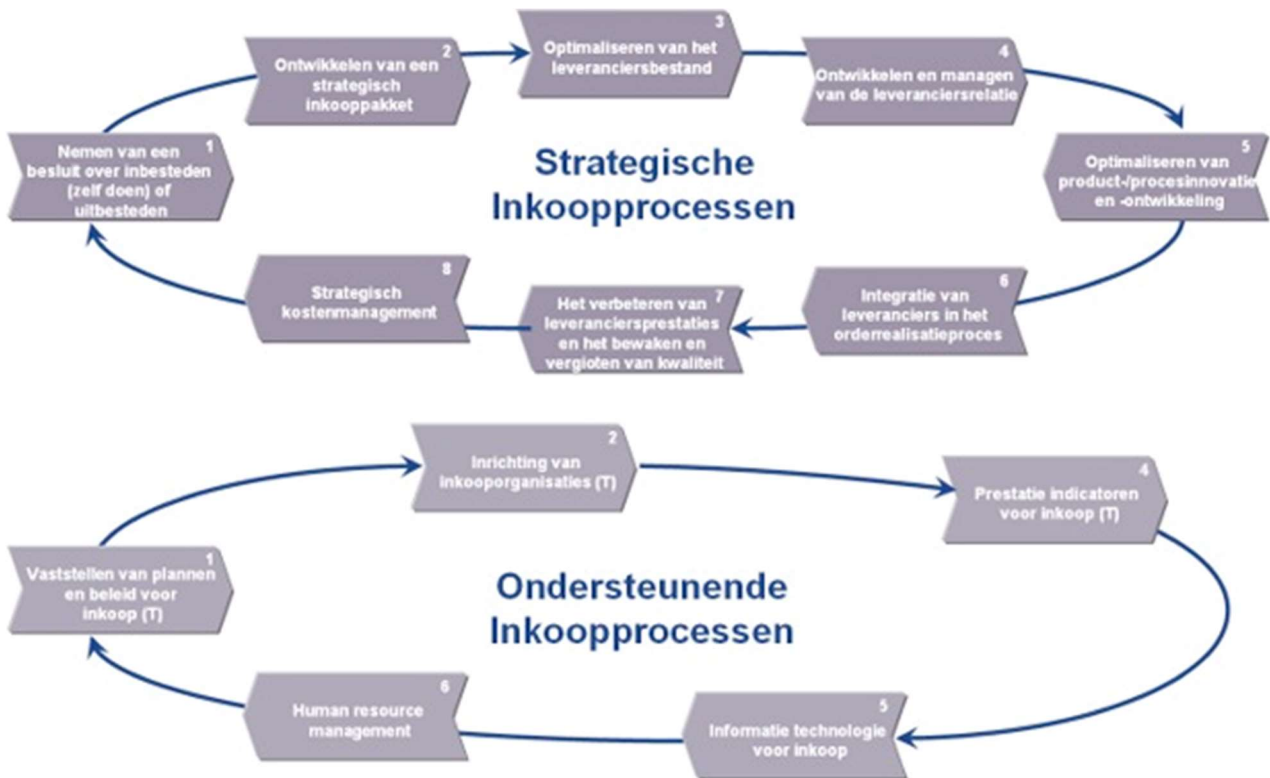 1
Nemen van een
besluit over inbesteden
(zelf doen) of
uitbesteden
2
Ontwikkelen van een
strategisch
inkooppakket
3
Optimaliseren van het
leveranciersbestand
4
Ontwikkelen en managen
van de leveranciersrelatie
5
Optimaliseren van
product-/procesinnovatie
en -ontwikkeling
Strategische
Inkoopprocessen
6
Integratie van
leveranciers in het
orderrealisatieproces
7
Het verbeteren van
leveranciersprestaties
en het bewaken en
vergioten van kwaliteit
8
Strategisch
kostenmanagement
1
Vaststellen van plannen
en beleid voor
inkoop (T)
2
Inrichting van
inkooporganisaties (T)
4
Prestatie indicatoren
voor inkoop (T)
Ondersteunende
Inkoopprocessen
5
Informatie technologie
voor inkoop
6
Human resource
management